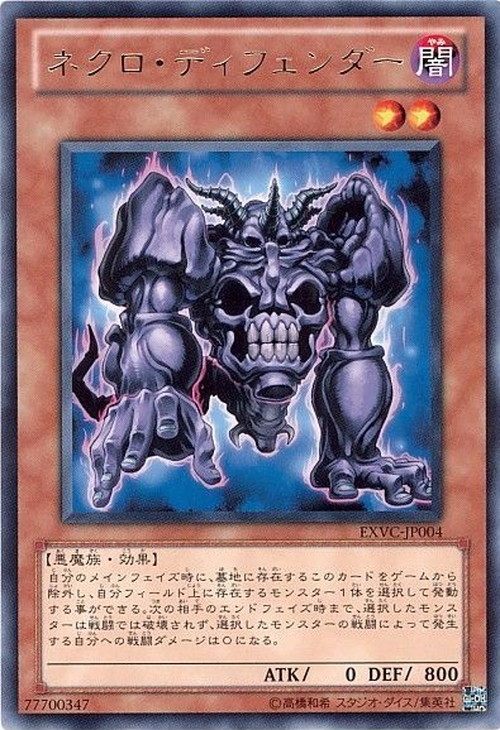 ネクロ・ディフェンダー
闇
EXVC-JP004
【悪魔族・効果】
自分のメインフェイズ時に、墓地に存在するこのカードをゲームから
除外し、自分フィールド上に存在するモンスター1体を選択して発動
する事ができる。次の相手のエンドフェイズ時まで、選択したモンス
ターは戦闘では破壊されず、選択したモンスターの戦闘によって発生
する自分への戦闘ダメージは0になる。
ATK/ 0 DEF/ 800
77700347 ©高橋和希 スタジオ・ダイス/集英社